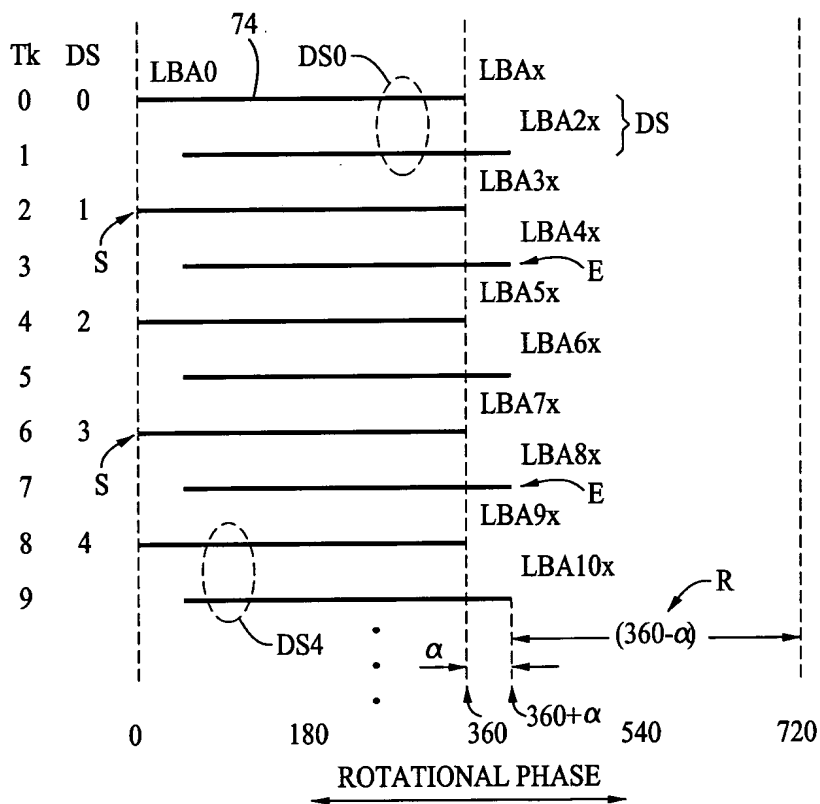 74
Tk DS LBA0 DS0 LBAx
0 0
LBA2x } DS
1
LBA3x
2 1
LBA4x
S
3 E
LBA5x
4 2
LBA6x
5
LBA7x
6 3
LBA8x
S
7 E
LBA9x
8 4
LBA10x
9 R
DS4 α (360-α)
0 180 360 360+α 540 720
ROTATIONAL PHASE